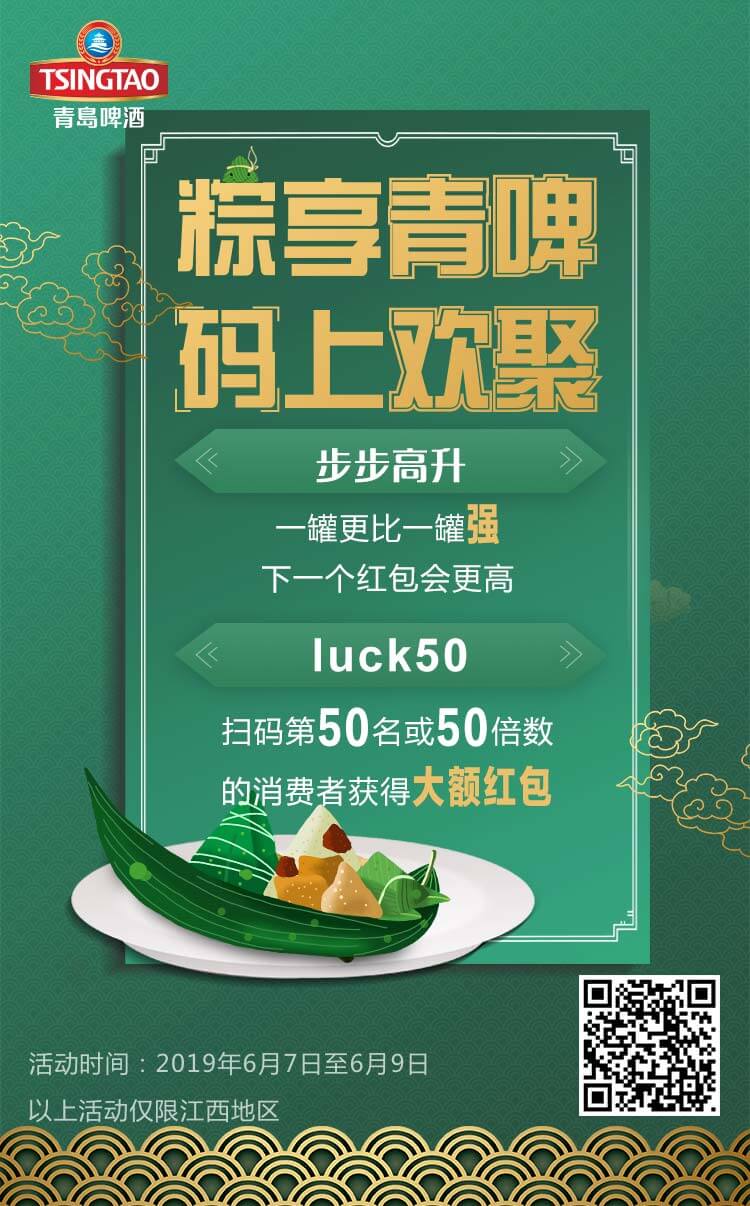 TSINGTAO
青島啤酒
粽享青啤
码上欢聚
步步高升
一罐更比一罐强
下一个红包会更高
luck50
扫码第50名或50倍数
的消费者获得大额红包
活动时间：2019年6月7日至6月9日
以上活动仅限江西地区